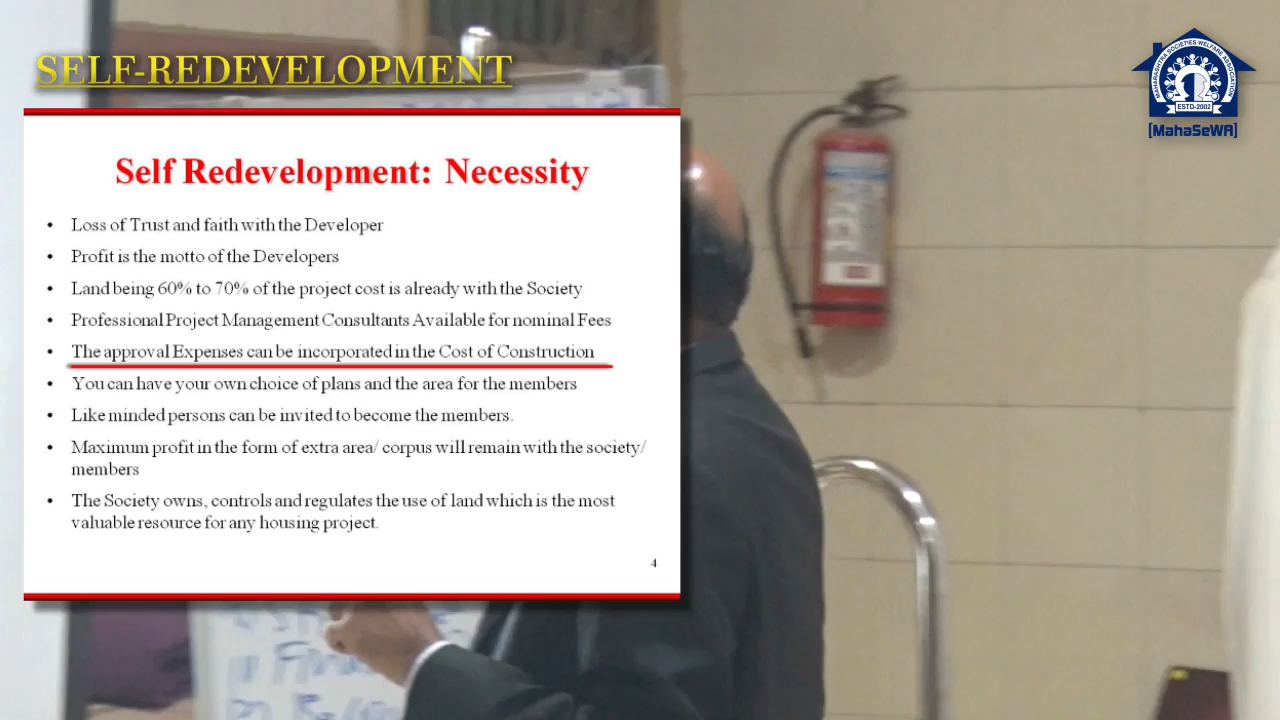 SELF-REDEVELOPMENT
MAHARASHTRA SOCIETIES WELFARE ASSOCIATION
ESTD-2002
[MahaSeWA]
Self Redevelopment: Necessity
• Loss of Trust and faith with the Developer
• Profit is the motto of the Developers
• Land being 60% to 70% of the project cost is already with the Society
• Professional Project Management Consultants Available for nominal Fees
• The approval Expenses can be incorporated in the Cost of Construction
• You can have your own choice of plans and the area for the members
• Like minded persons can be invited to become the members.
• Maximum profit in the form of extra area/ corpus will remain with the society/
members
• The Society owns, controls and regulates the use of land which is the most
valuable resource for any housing project.
4